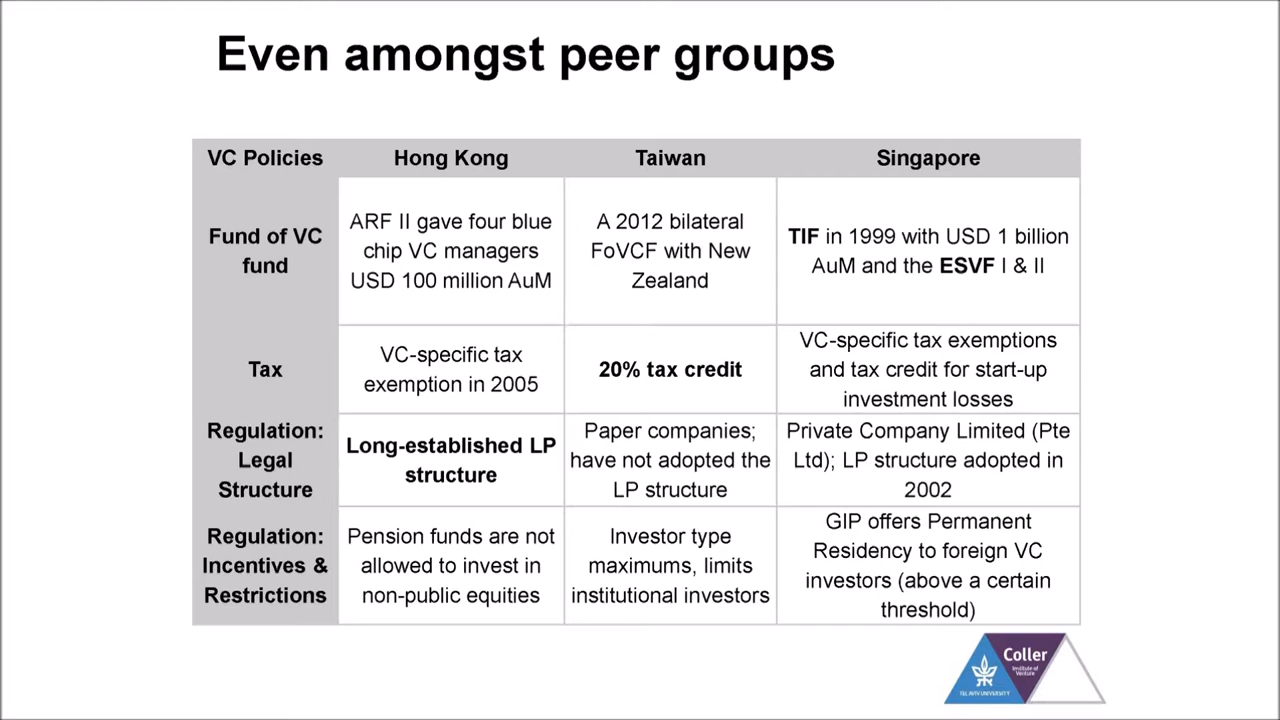 Even amongst peer groups
VC Policies
Hong Kong
Taiwan
Singapore
Fund of VC
fund
ARF II gave four blue
chip VC managers
USD 100 million AuM
A 2012 bilateral
FoVCF with New
Zealand
TIF in 1999 with USD 1 billion
AuM and the ESVF I & II
Tax
VC-specific tax
exemption in 2005
20% tax credit
VC-specific tax exemptions
and tax credit for start-up
investment losses
Regulation:
Legal
Structure
Long-established LP
structure
Paper companies;
have not adopted the
LP structure
Private Company Limited (Pte
Ltd); LP structure adopted in
2002
Regulation:
Incentives &
Restrictions
Pension funds are not
allowed to invest in
non-public equities
Investor type
maximums, limits
institutional investors
GIP offers Permanent
Residency to foreign VC
investors (above a certain
threshold)
Coller
Institute of
Venture
TEL AVIV UNIVERSITY